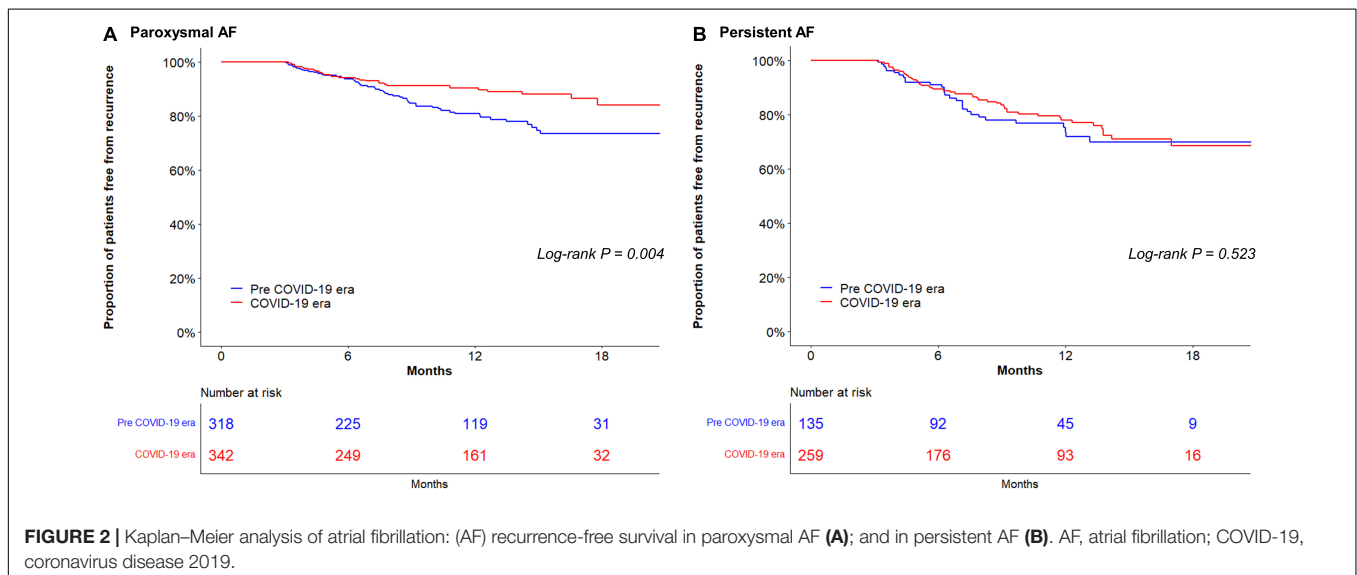 A Paroxysmal AF
Proportion of patients free from recurrence
100%
80%
60%
40%
20%
0%
Log-rank P = 0.004
Pre COVID-19 era
COVID-19 era
0 6 12 18
Months
Number at risk
Pre COVID-19 era 318 225 119 31
COVID-19 era 342 249 161 32
Months
B Persistent AF
Proportion of patients free from recurrence
100%
80%
60%
40%
20%
0%
Log-rank P = 0.523
Pre COVID-19 era
COVID-19 era
0 6 12 18
Months
Number at risk
Pre COVID-19 era 135 92 45 9
COVID-19 era 259 176 93 16
Months
FIGURE 2 | Kaplan–Meier analysis of atrial fibrillation: (AF) recurrence-free survival in paroxysmal AF (A); and in persistent AF (B). AF, atrial fibrillation; COVID-19,
coronavirus disease 2019.